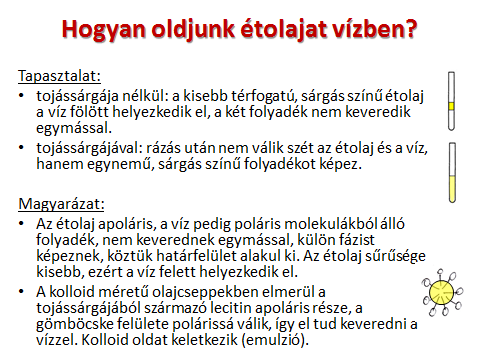 Hogyan oldjunk étolajat vízben?
Tapasztalat:
• tojássárgája nélkül: a kisebb térfogatú, sárgás színű étolaj
a víz fölött helyezkedik el, a két folyadék nem keveredik
egymással.
• tojássárgájával: rázás után nem válik szét az étolaj és a víz,
hanem egynemű, sárgás színű folyadékot képez.
Magyarázat:
• Az étolaj apoláris, a víz pedig poláris molekulákból álló
folyadék, nem keverednek egymással, külön fázist
képeznek, köztük határfelület alakul ki. Az étolaj sűrűsége
kisebb, ezért a víz felett helyezkedik el.
• A kolloid méretű olajcseppekben elmerül a
tojássárgájából származó lecitin apoláris része, a
gömböcske felülete polárissá válik, így el tud keveredni a
vízzel. Kolloid oldat keletkezik (emulzió).